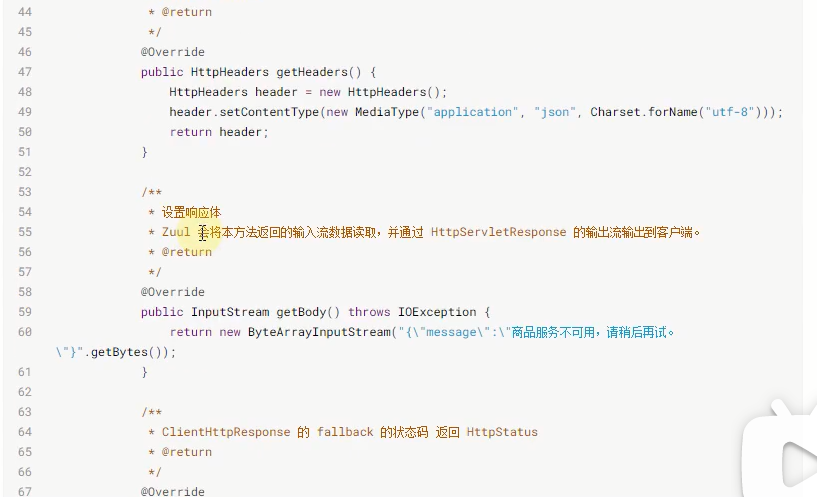 44 * @return
45 */
46 @Override
47 public HttpHeaders getHeaders() {
48 HttpHeaders header = new HttpHeaders();
49 header.setContentType(new MediaType("application", "json", Charset.forName("utf-8")));
50 return header;
51 }
52
53 /**
54 * 设置响应体
55 * Zuul 会将本方法返回的输入流数据读取，并通过 HttpServletResponse 的输出流输出到客户端。
56 * @return
57 */
58 @Override
59 public InputStream getBody() throws IOException {
60 return new ByteArrayInputStream("{\"message\":\"商品服务不可用，请稍后再试。
\"}".getBytes());
61 }
62
63 /**
64 * ClientHttpResponse 的 fallback 的状态码 返回 HttpStatus
65 * @return
66 */
67 @Override